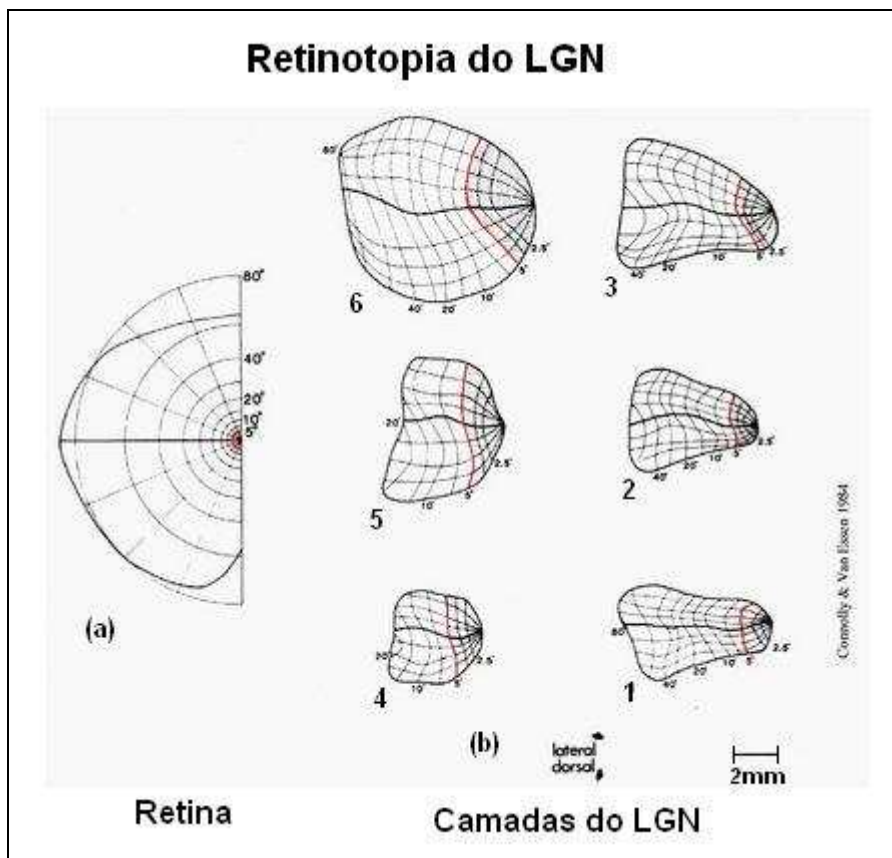 Retinotopia do LGN
80°
40°
20°
10°
5°
(a)
80°
40° 20° 10° 5° 2.5°
6
40° 20° 10° 5° 2.5°
3
20°
10° 5° 2.5°
5
40° 20° 10° 5° 2.5°
2
20°
10° 5° 2.5°
4
80°
40° 20° 10° 5° 2.5°
1
(b)
lateral
dorsal
2mm
Connolly & Van Essen 1984
Retina
Camadas do LGN